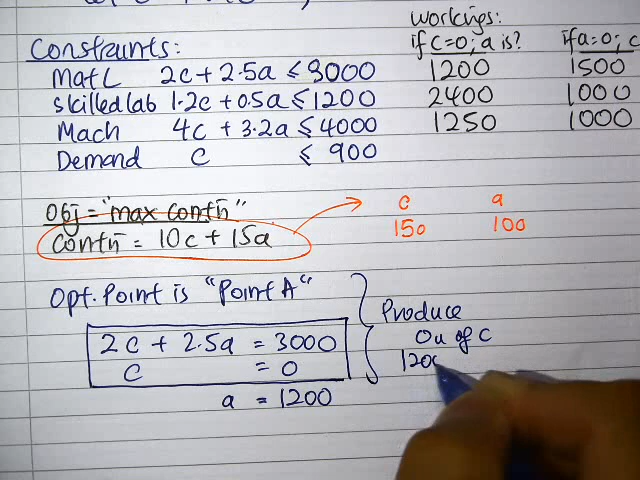 workings:
Constraints: if C=0; a is? if a=0; c
Mat L 2c + 2.5a ≤ 3000 1200 1500
skilled lab 1.2c + 0.5a ≤ 1200 2400 1000
Mach 4c + 3.2a ≤ 4000 1250 1000
Demand C ≤ 900
Obj = "max contn"
contn = 10c + 15a
c a
150 100
Opt. Point is "Point A"
2c + 2.5a = 3000
C = 0
a = 1200
Produce
0u of C
120